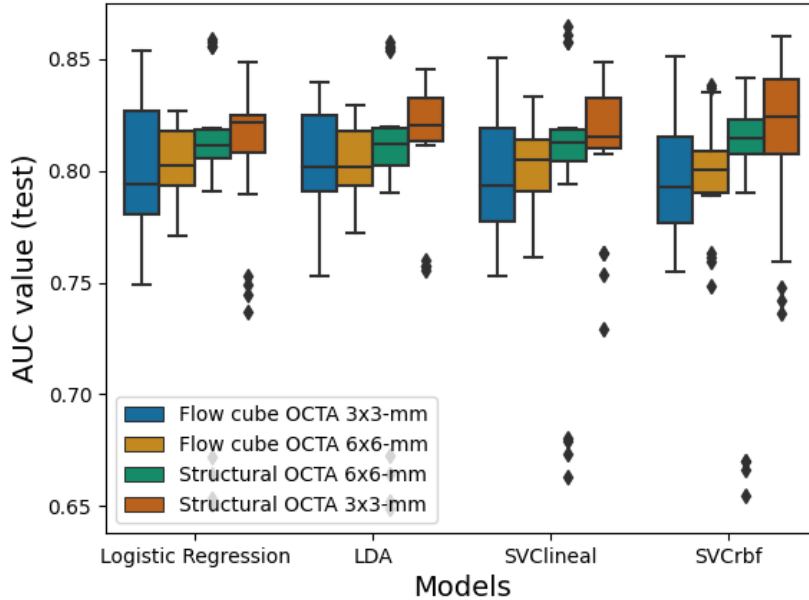 0.85
0.80
0.75
0.70
0.65
AUC value (test)
Flow cube OCTA 3x3-mm
Flow cube OCTA 6x6-mm
Structural OCTA 6x6-mm
Structural OCTA 3x3-mm
Logistic Regression
LDA
SVClineal
SVCrbf
Models